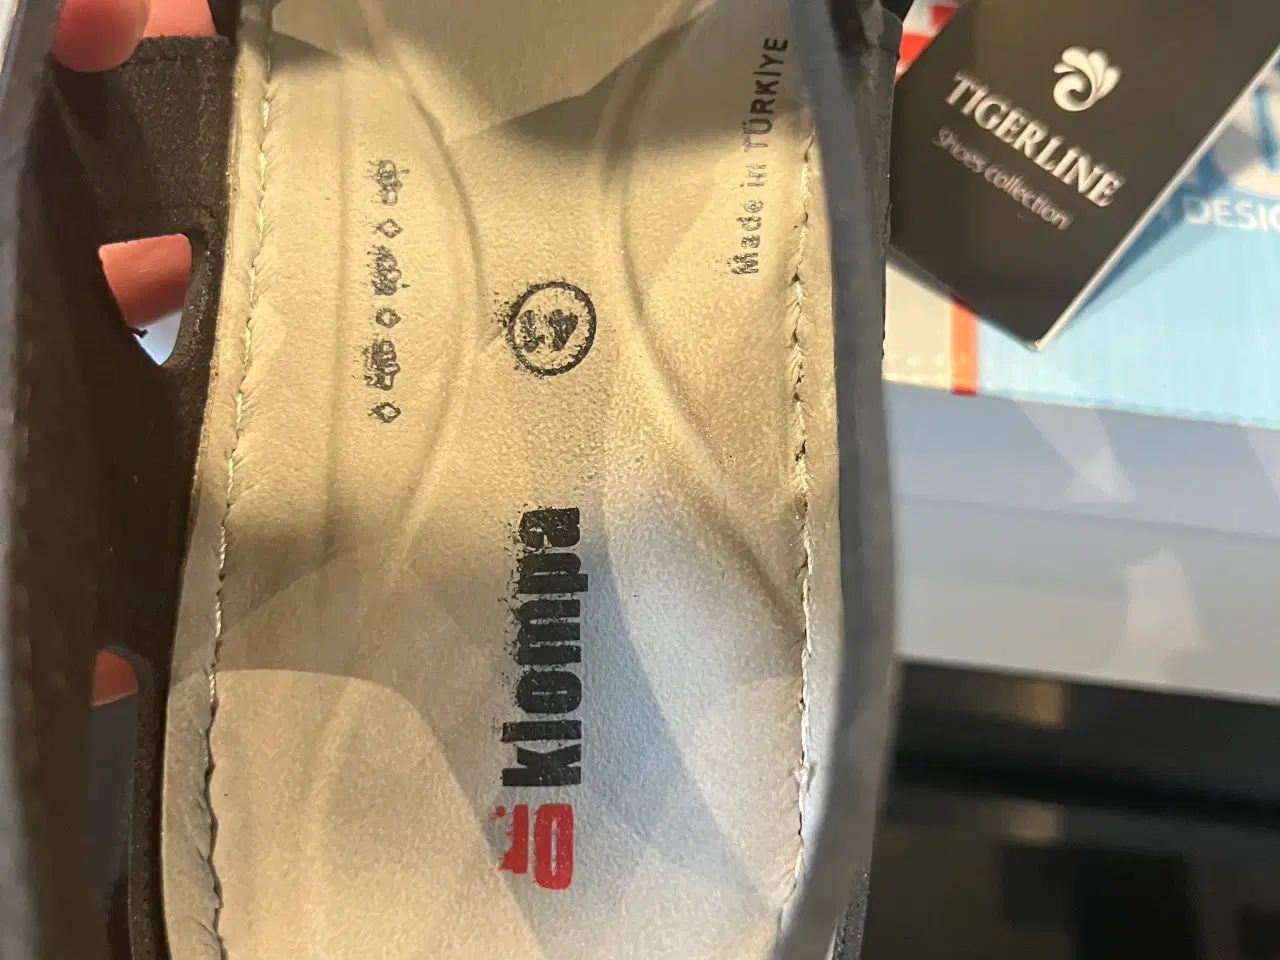 Dr klompa
41
Made in TÜRKİYE
TIGERLINE
Shoes collection
DESIG